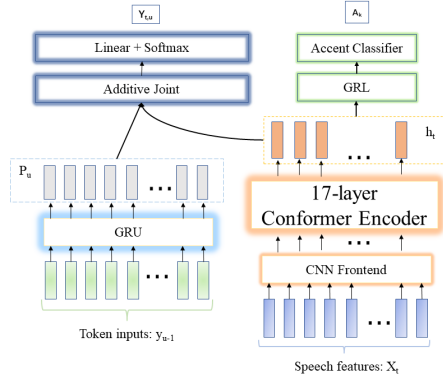 Y_{t,u}
A_k
Linear + Softmax
Additive Joint
Accent Classifier
GRL
P_u
h_t
GRU
17-layer
Conformer Encoder
CNN Frontend
Token inputs: y_{u-1}
Speech features: X_t